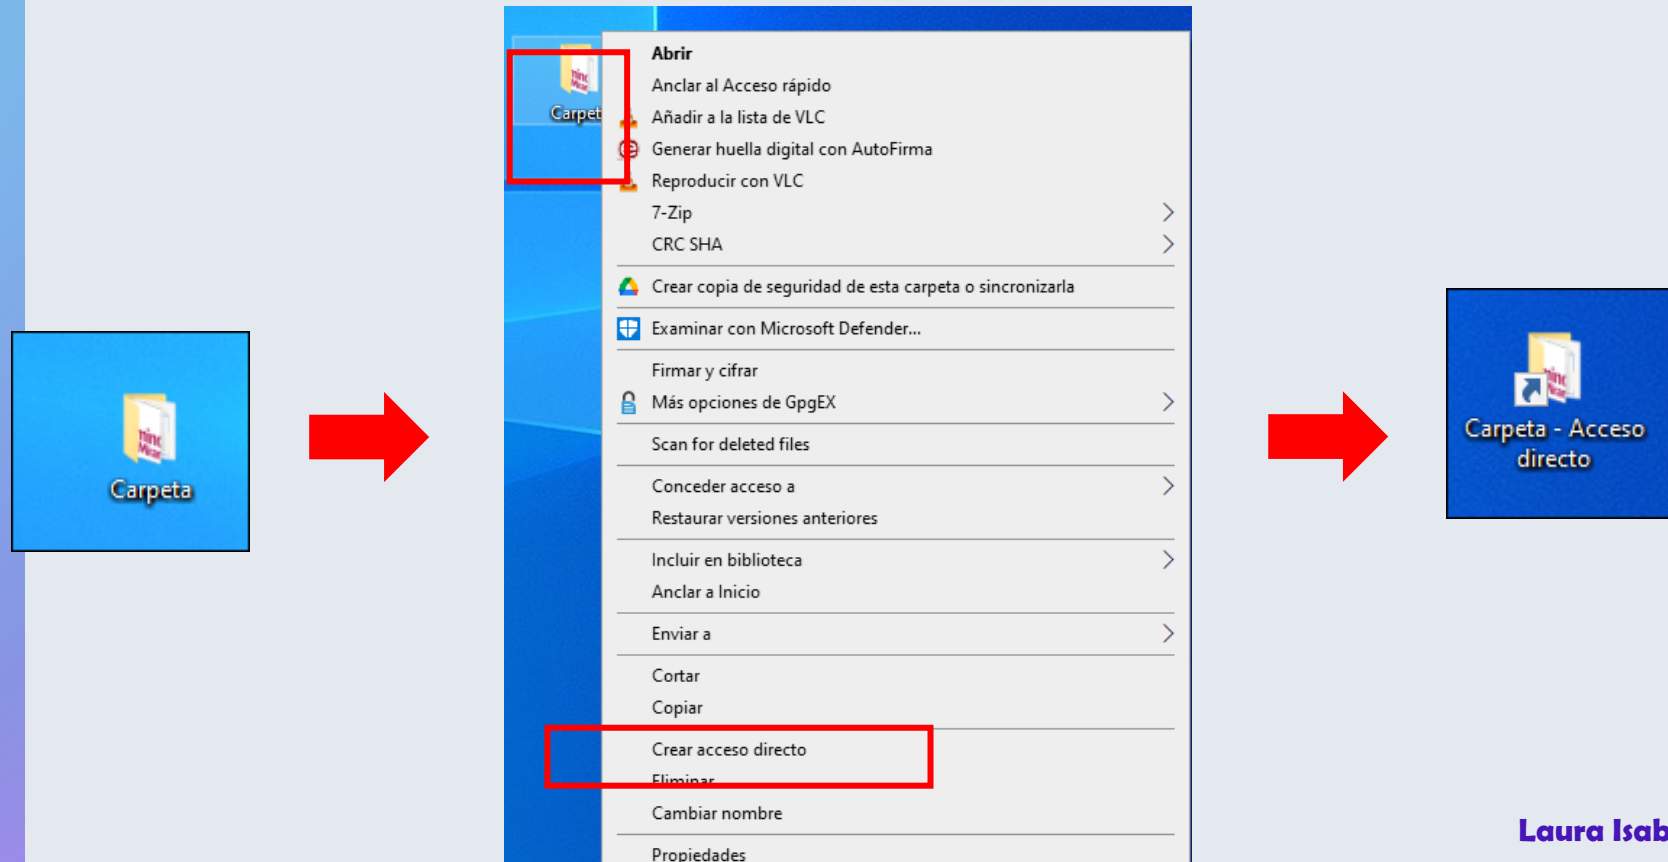 Carpeta
Carpet
Abrir
Anclar al Acceso rápido
Añadir a la lista de VLC
Generar huella digital con AutoFirma
Reproducir con VLC
7-Zip
CRC SHA
Crear copia de seguridad de esta carpeta o sincronizarla
Examinar con Microsoft Defender...
Firmar y cifrar
Más opciones de GpgEX
Scan for deleted files
Conceder acceso a
Restaurar versiones anteriores
Incluir en biblioteca
Anclar a Inicio
Enviar a
Cortar
Copiar
Crear acceso directo
Eliminar
Cambiar nombre
Propiedades
Carpeta - Acceso
directo
Laura Isab